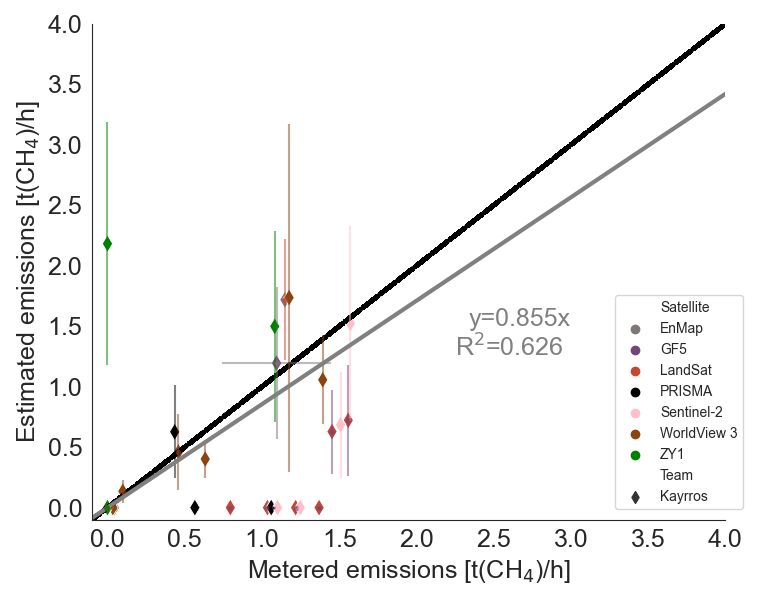 4.0
3.5
3.0
2.5
2.0
1.5
1.0
0.5
0.0
Estimated emissions [t(CH₄)/h]
y=0.855x
R²=0.626
Satellite
EnMap
GF5
LandSat
PRISMA
Sentinel-2
WorldView 3
ZY1
Team
Kayrros
0.0 0.5 1.0 1.5 2.0 2.5 3.0 3.5 4.0
Metered emissions [t(CH₄)/h]